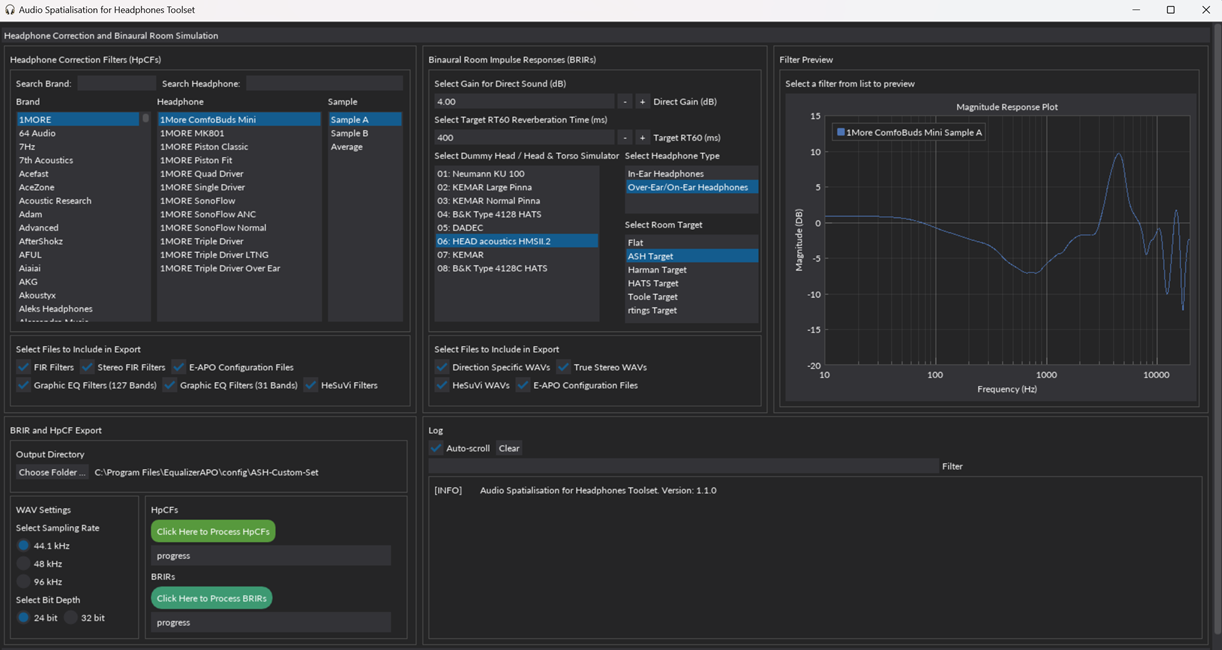 Audio Spatialisation for Headphones Toolset
Headphone Correction and Binaural Room Simulation
Headphone Correction Filters (HpCFs)
Search Brand:
Search Headphone:
Brand
Headphone
Sample
1MORE
64 Audio
7Hz
7th Acoustics
Acefast
AceZone
Acoustic Research
Adam
Advanced
AfterShokz
AFUL
Aiaiai
AKG
Akoustyx
Aleks Headphones
1More ComfoBuds Mini
1MORE MK801
1MORE Piston Classic
1MORE Piston Fit
1MORE Quad Driver
1MORE Single Driver
1MORE SonoFlow
1MORE SonoFlow ANC
1MORE SonoFlow Normal
1MORE Triple Driver
1MORE Triple Driver LTNG
1MORE Triple Driver Over Ear
Sample A
Sample B
Average
Select Files to Include in Export
FIR Filters
Stereo FIR Filters
E-APO Configuration Files
Graphic EQ Filters (127 Bands)
Graphic EQ Filters (31 Bands)
HeSuVi Filters
Binaural Room Impulse Responses (BRIRs)
Select Gain for Direct Sound (dB)
4.00
-
+
Direct Gain (dB)
Select Target RT60 Reverberation Time (ms)
400
-
+
Target RT60 (ms)
Select Dummy Head / Head & Torso Simulator
01: Neumann KU 100
02: KEMAR Large Pinna
03: KEMAR Normal Pinna
04: B&K Type 4128 HATS
05: DADEC
06: HEAD acoustics HMSII.2
07: KEMAR
08: B&K Type 4128C HATS
Select Headphone Type
In-Ear Headphones
Over-Ear/On-Ear Headphones
Select Room Target
Flat
ASH Target
Harman Target
HATS Target
Toole Target
rtings Target
Select Files to Include in Export
Direction Specific WAVs
True Stereo WAVs
HeSuVi WAVs
E-APO Configuration Files
Filter Preview
Select a filter from list to preview
Magnitude Response Plot
1More ComfoBuds Mini Sample A
Magnitude (DB)
15
10
5
0
-5
-10
-15
-20
10
100
1000
10000
Frequency (Hz)
BRIR and HpCF Export
Output Directory
Choose Folder ...
C:\Program Files\EqualizerAPO\config\ASH-Custom-Set
WAV Settings
Select Sampling Rate
44.1 kHz
48 kHz
96 kHz
Select Bit Depth
24 bit
32 bit
HpCFs
Click Here to Process HpCFs
progress
BRIRs
Click Here to Process BRIRs
progress
Log
Auto-scroll
Clear
Filter
[INFO] Audio Spatialisation for Headphones Toolset. Version: 1.1.0